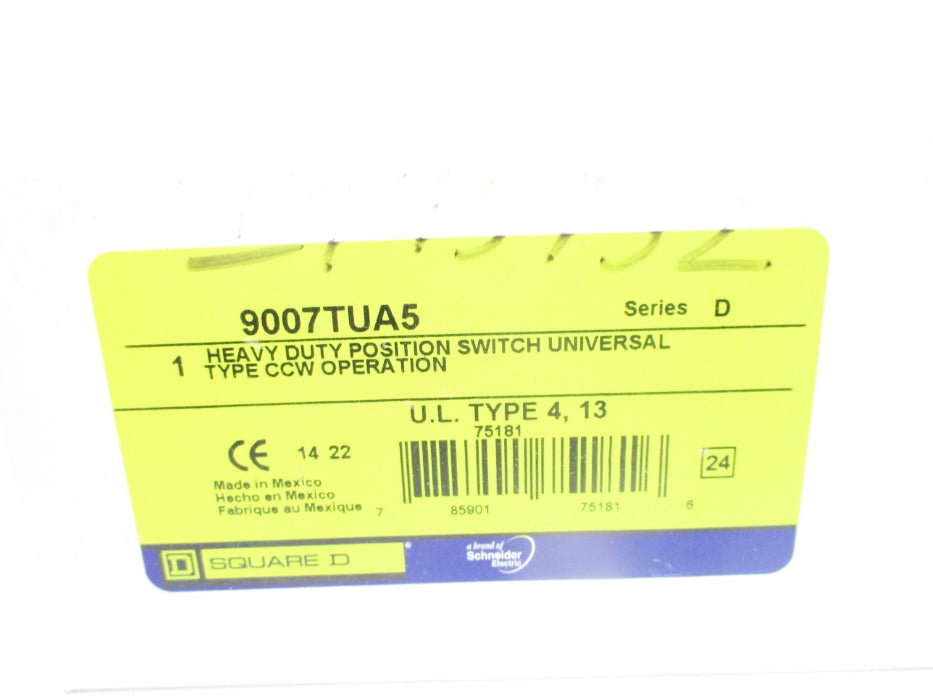 9007TUA5 Series D
1 HEAVY DUTY POSITION SWITCH UNIVERSAL
TYPE CCW OPERATION
U.L. TYPE 4, 13
75181
CE 14 22
24
Made in Mexico
Hecho en Mexico
Fabriqué au Mexique
7 85901 75181 6
D SQUARE D
a brand of
Schneider
Electric